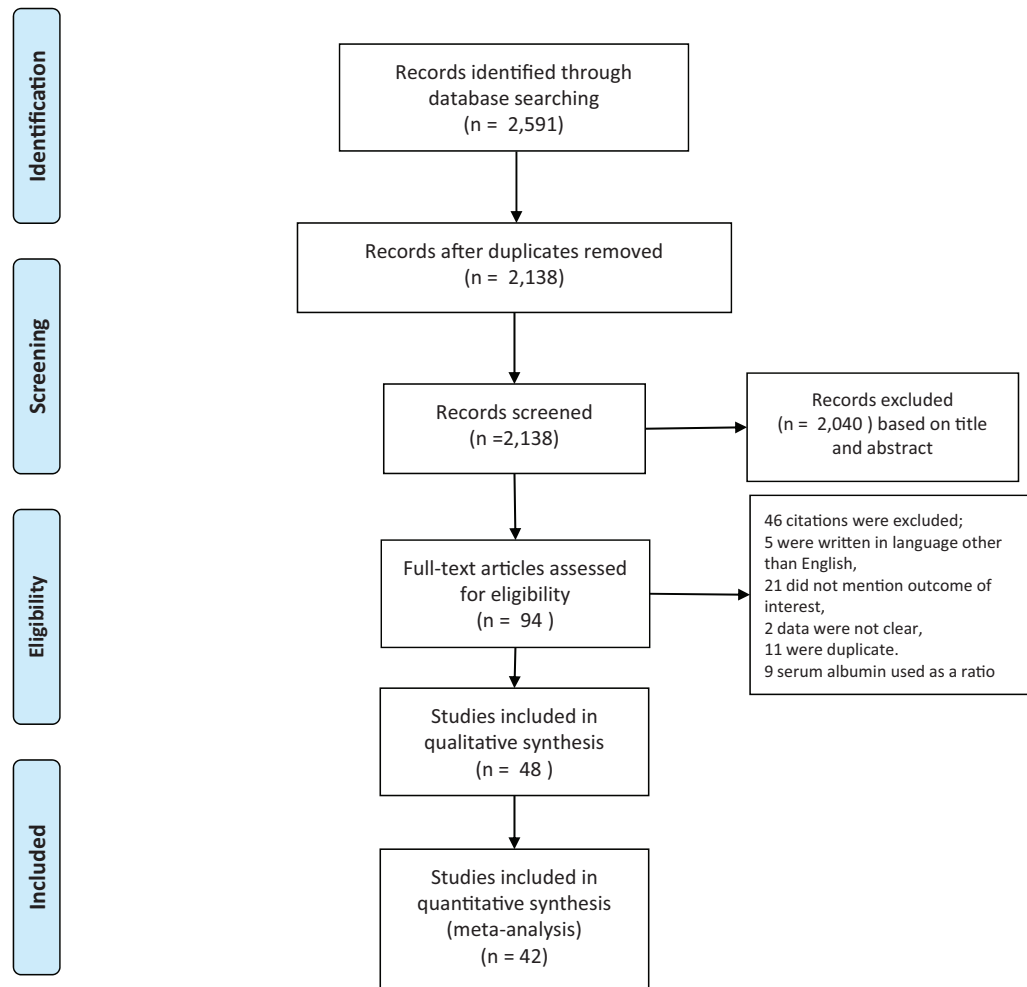 Identification
Records identified through
database searching
(n = 2,591)
Records after duplicates removed
(n = 2,138)
Screening
Records screened
(n =2,138)
Records excluded
(n = 2,040 ) based on title
and abstract
Eligibility
Full-text articles assessed
for eligibility
(n = 94 )
46 citations were excluded;
5 were written in language other
than English,
21 did not mention outcome of
interest,
2 data were not clear,
11 were duplicate.
9 serum albumin used as a ratio
Studies included in
qualitative synthesis
(n = 48 )
Included
Studies included in
quantitative synthesis
(meta-analysis)
(n = 42)